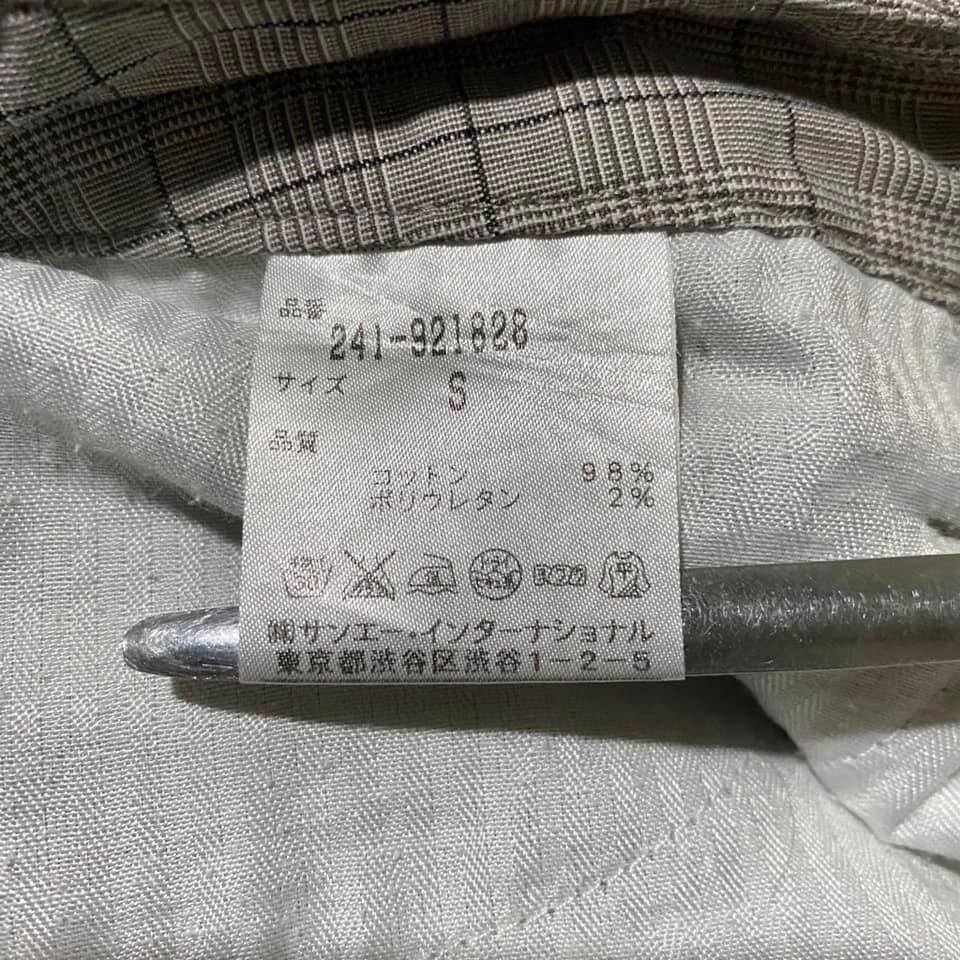 品番
241-921828
サイズ S
品質
コットン 98%
ポリウレタン 2%
㈱サンエー・インターナショナル
東京都渋谷区渋谷1-2-5